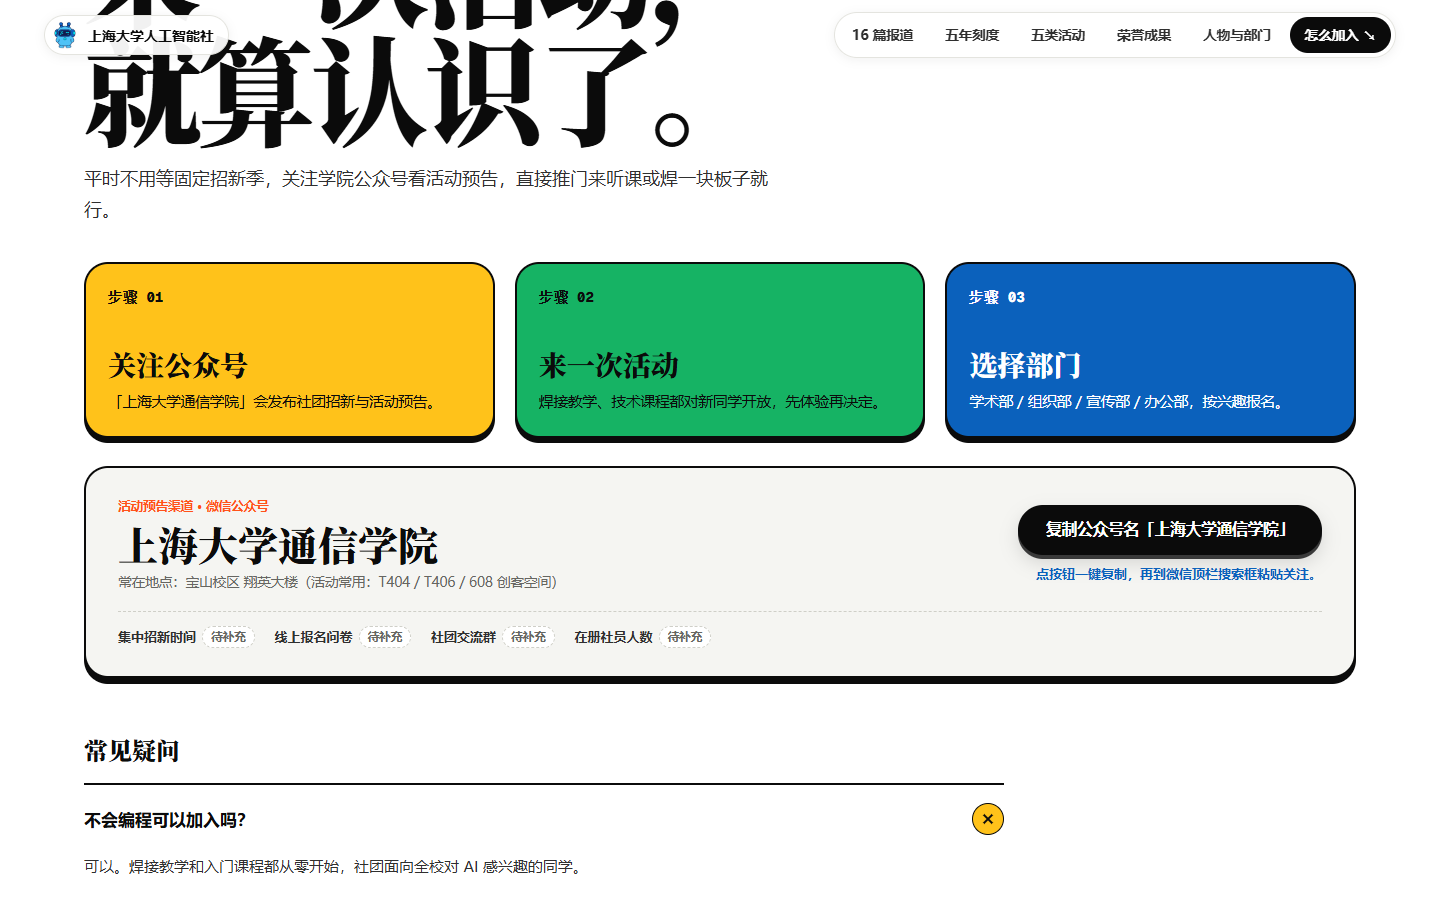 上海大学人工智能社
16 篇报道
五年刻度
五类活动
荣誉成果
人物与部门
怎么加入 ↘
来一次活动，
就算认识了。
平时不用等固定招新季，关注学院公众号看活动预告，直接推门来听课或焊一块板子就
行。
步骤 01
关注公众号
「上海大学通信学院」会发布社团招新与活动预告。
步骤 02
来一次活动
焊接教学、技术课程都对新同学开放，先体验再决定。
步骤 03
选择部门
学术部 / 组织部 / 宣传部 / 办公部，按兴趣报名。
活动预告渠道 • 微信公众号
上海大学通信学院
常在地点：宝山校区 翔英大楼（活动常用：T404 / T406 / 608 创客空间）
复制公众号名「上海大学通信学院」
点按钮一键复制，再到微信顶栏搜索框粘贴关注。
集中招新时间 待补充
线上报名问卷 待补充
社团交流群 待补充
在册社员人数 待补充
常见疑问
不会编程可以加入吗？
可以。焊接教学和入门课程都从零开始，社团面向全校对 AI 感兴趣的同学。